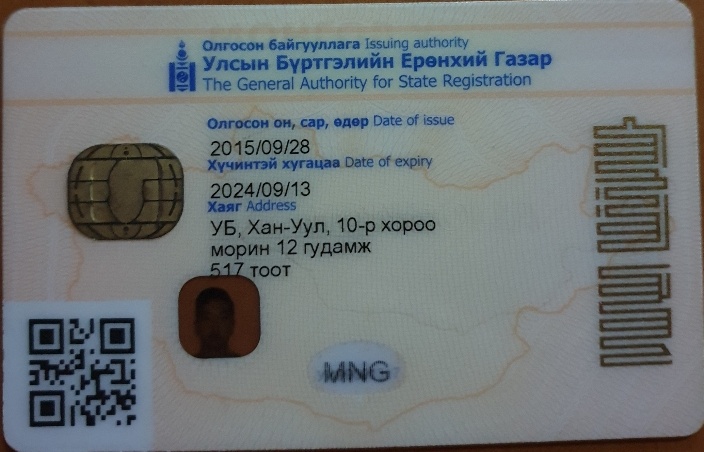 Олгосон байгууллага Issuing authority
Улсын Бүртгэлийн Ерөнхий Газар
The General Authority for State Registration
Олгосон он, сар, өдөр Date of issue
2015/09/28
Хүчинтэй хугацаа Date of expiry
2024/09/13
Хаяг Address
УБ, Хан-Уул, 10-р хороо
морин 12 гудамж
517 тоот
MNG